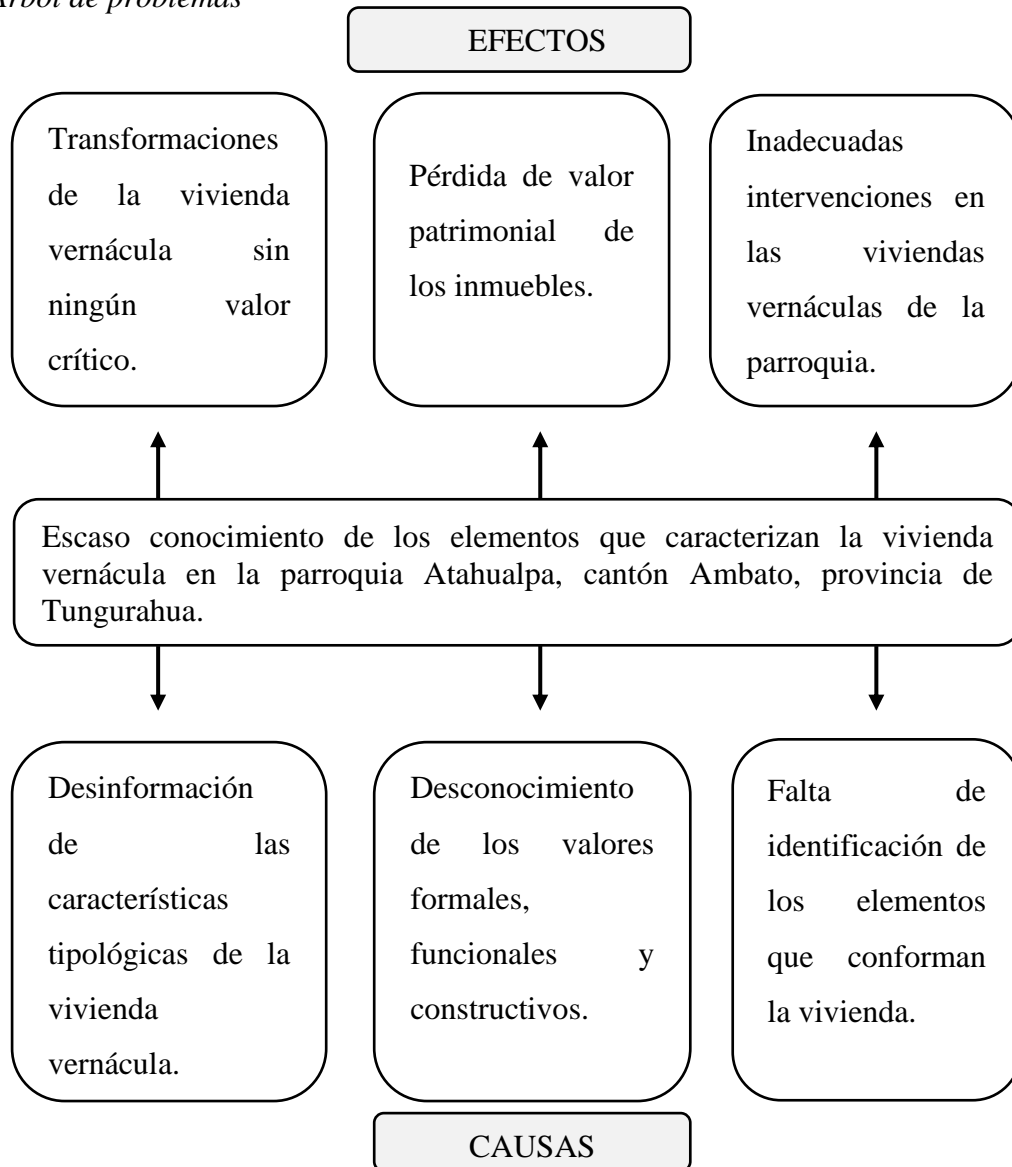 Árbol de problemas
EFECTOS
Transformaciones
de la vivienda
vernácula sin
ningún valor
crítico.
Pérdida de valor
patrimonial de
los inmuebles.
Inadecuadas
intervenciones en
las viviendas
vernáculas de la
parroquia.
Escaso conocimiento de los elementos que caracterizan la vivienda
vernácula en la parroquia Atahualpa, cantón Ambato, provincia de
Tungurahua.
Desinformación
de las
características
tipológicas de la
vivienda
vernácula.
Desconocimiento
de los valores
formales,
funcionales y
constructivos.
Falta de
identificación de
los elementos
que conforman
la vivienda.
CAUSAS